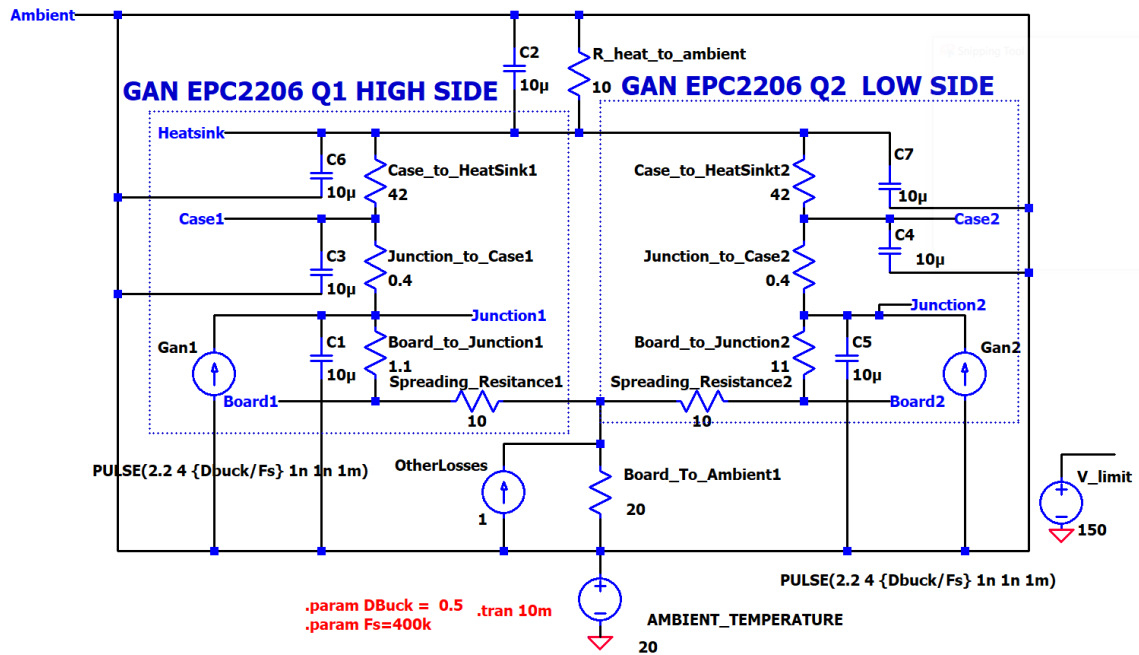 Ambient
C2
10µ
R_heat_to_ambient
10
GAN EPC2206 Q1 HIGH SIDE
GAN EPC2206 Q2 LOW SIDE
Heatsink
C6
10µ
Case_to_HeatSink1
42
Case_to_HeatSinkt2
42
C7
10µ
Case1
Case2
C3
10µ
Junction_to_Case1
0.4
Junction_to_Case2
0.4
C4
10µ
Junction1
Junction2
Gan1
C1
10µ
Board_to_Junction1
1.1
Board_to_Junction2
11
C5
10µ
Gan2
Board1
Spreading_Resitance1
10
Spreading_Resistance2
10
Board2
PULSE(2.2 4 {Dbuck/Fs} 1n 1n 1m)
OtherLosses
1
Board_To_Ambient1
20
V_limit
150
PULSE(2.2 4 {Dbuck/Fs} 1n 1n 1m)
.param DBuck = 0.5
.param Fs=400k
.tran 10m
AMBIENT_TEMPERATURE
20